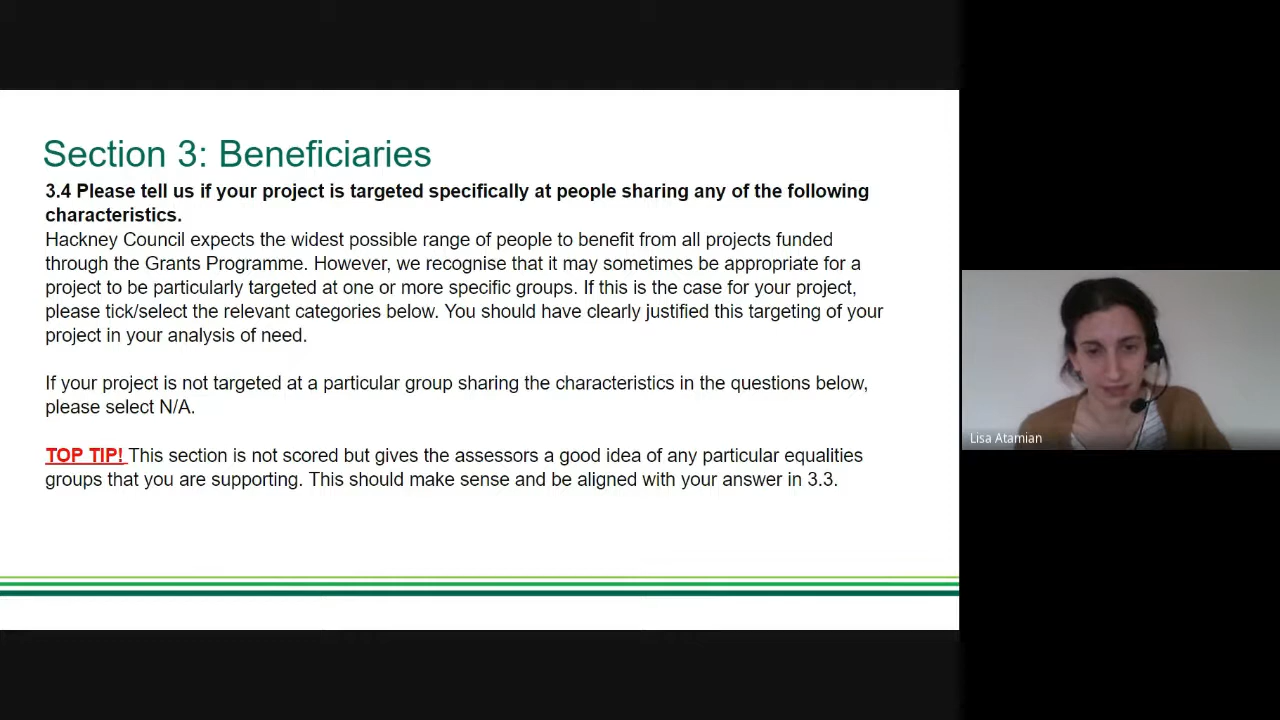 Section 3: Beneficiaries
3.4 Please tell us if your project is targeted specifically at people sharing any of the following
characteristics.
Hackney Council expects the widest possible range of people to benefit from all projects funded
through the Grants Programme. However, we recognise that it may sometimes be appropriate for a
project to be particularly targeted at one or more specific groups. If this is the case for your project,
please tick/select the relevant categories below. You should have clearly justified this targeting of your
project in your analysis of need.
If your project is not targeted at a particular group sharing the characteristics in the questions below,
please select N/A.
TOP TIP! This section is not scored but gives the assessors a good idea of any particular equalities
groups that you are supporting. This should make sense and be aligned with your answer in 3.3.
Lisa Atamian